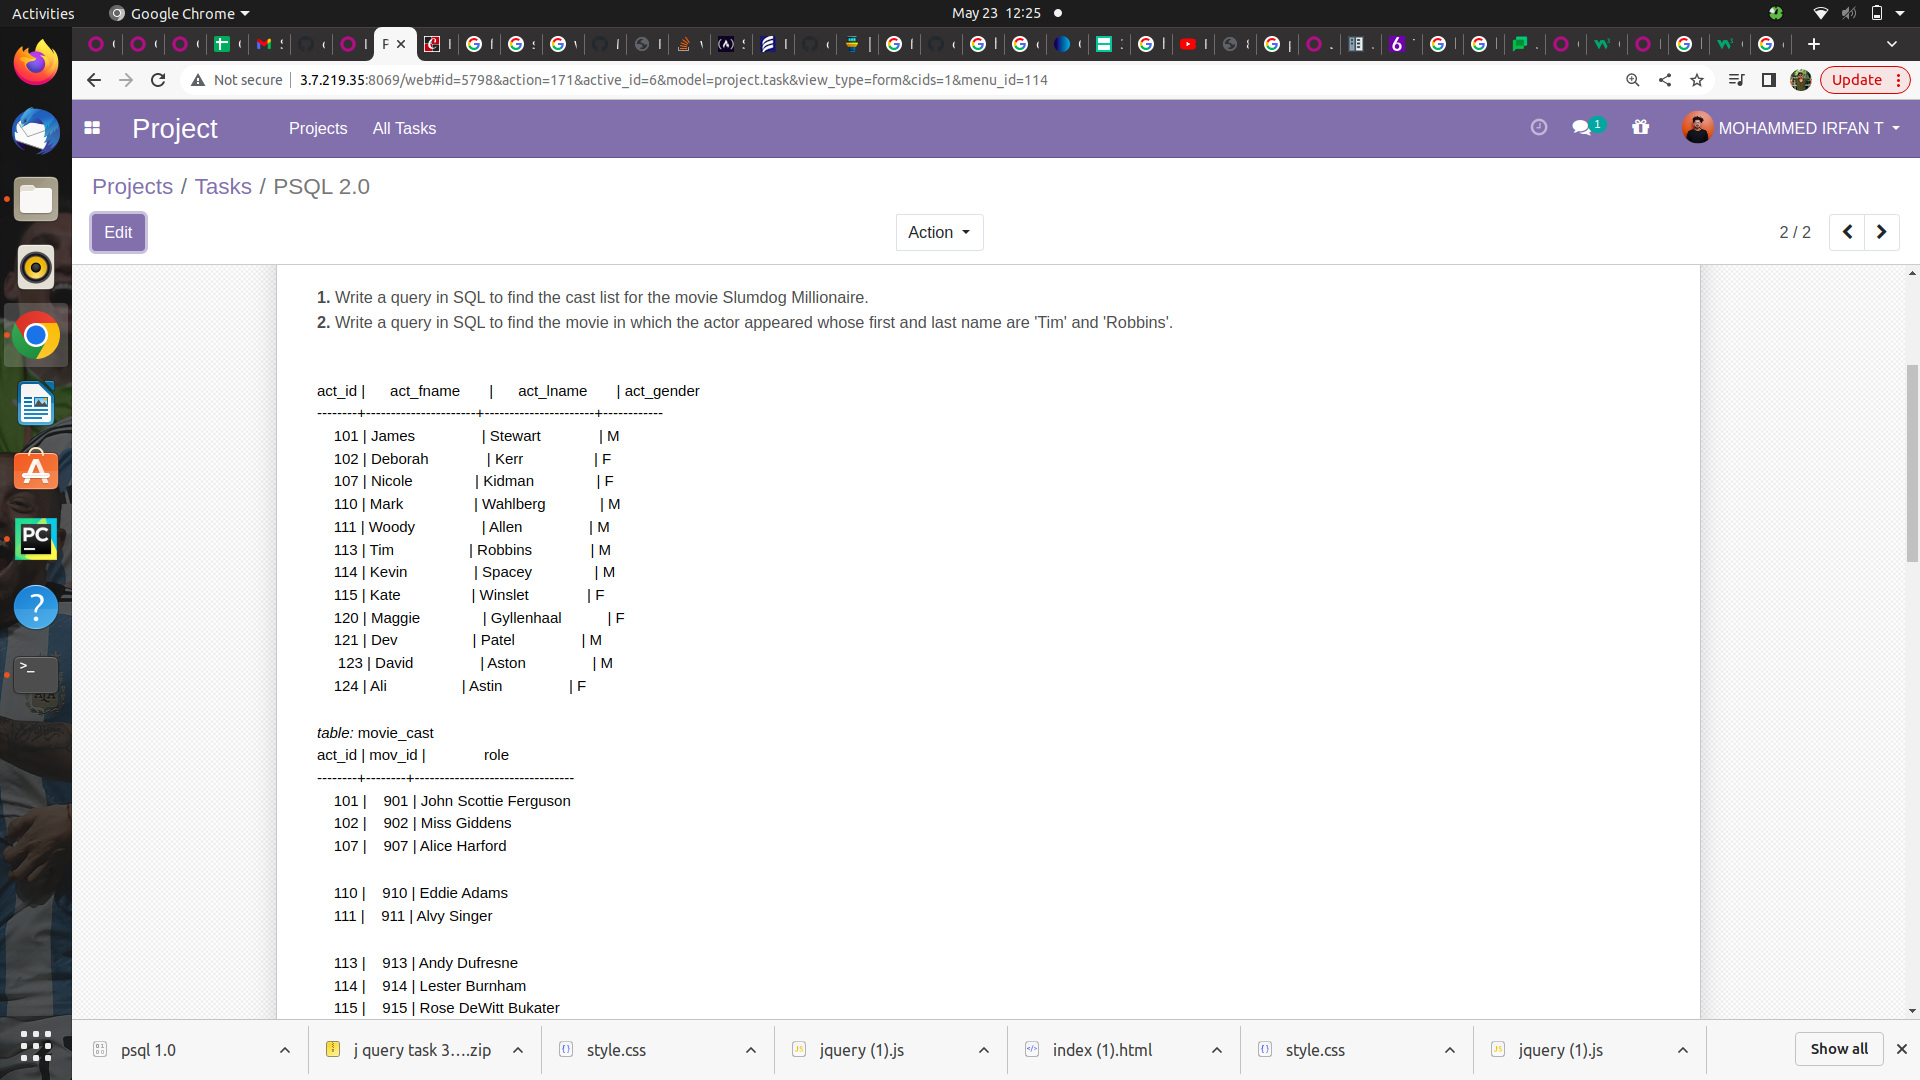 Activities
Google Chrome
May 23 12:25
Not secure
3.7.219.35:8069/web#id=5798&action=171&active_id=6&model=project.task&view_type=form&cids=1&menu_id=114
Update
Project
Projects
All Tasks
1
MOHAMMED IRFAN T
Projects / Tasks / PSQL 2.0
Edit
Action
2 / 2
1. Write a query in SQL to find the cast list for the movie Slumdog Millionaire.
2. Write a query in SQL to find the movie in which the actor appeared whose first and last name are 'Tim' and 'Robbins'.
act_id | act_fname | act_lname | act_gender
--------+----------------------+----------------------+------------
101 | James | Stewart | M
102 | Deborah | Kerr | F
107 | Nicole | Kidman | F
110 | Mark | Wahlberg | M
111 | Woody | Allen | M
113 | Tim | Robbins | M
114 | Kevin | Spacey | M
115 | Kate | Winslet | F
120 | Maggie | Gyllenhaal | F
121 | Dev | Patel | M
123 | David | Aston | M
124 | Ali | Astin | F
table: movie_cast
act_id | mov_id | role
--------+--------+--------------------------------
101 | 901 | John Scottie Ferguson
102 | 902 | Miss Giddens
107 | 907 | Alice Harford
110 | 910 | Eddie Adams
111 | 911 | Alvy Singer
113 | 913 | Andy Dufresne
114 | 914 | Lester Burnham
115 | 915 | Rose DeWitt Bukater
psql 1.0
j query task 3....zip
style.css
jquery (1).js
index (1).html
style.css
jquery (1).js
Show all